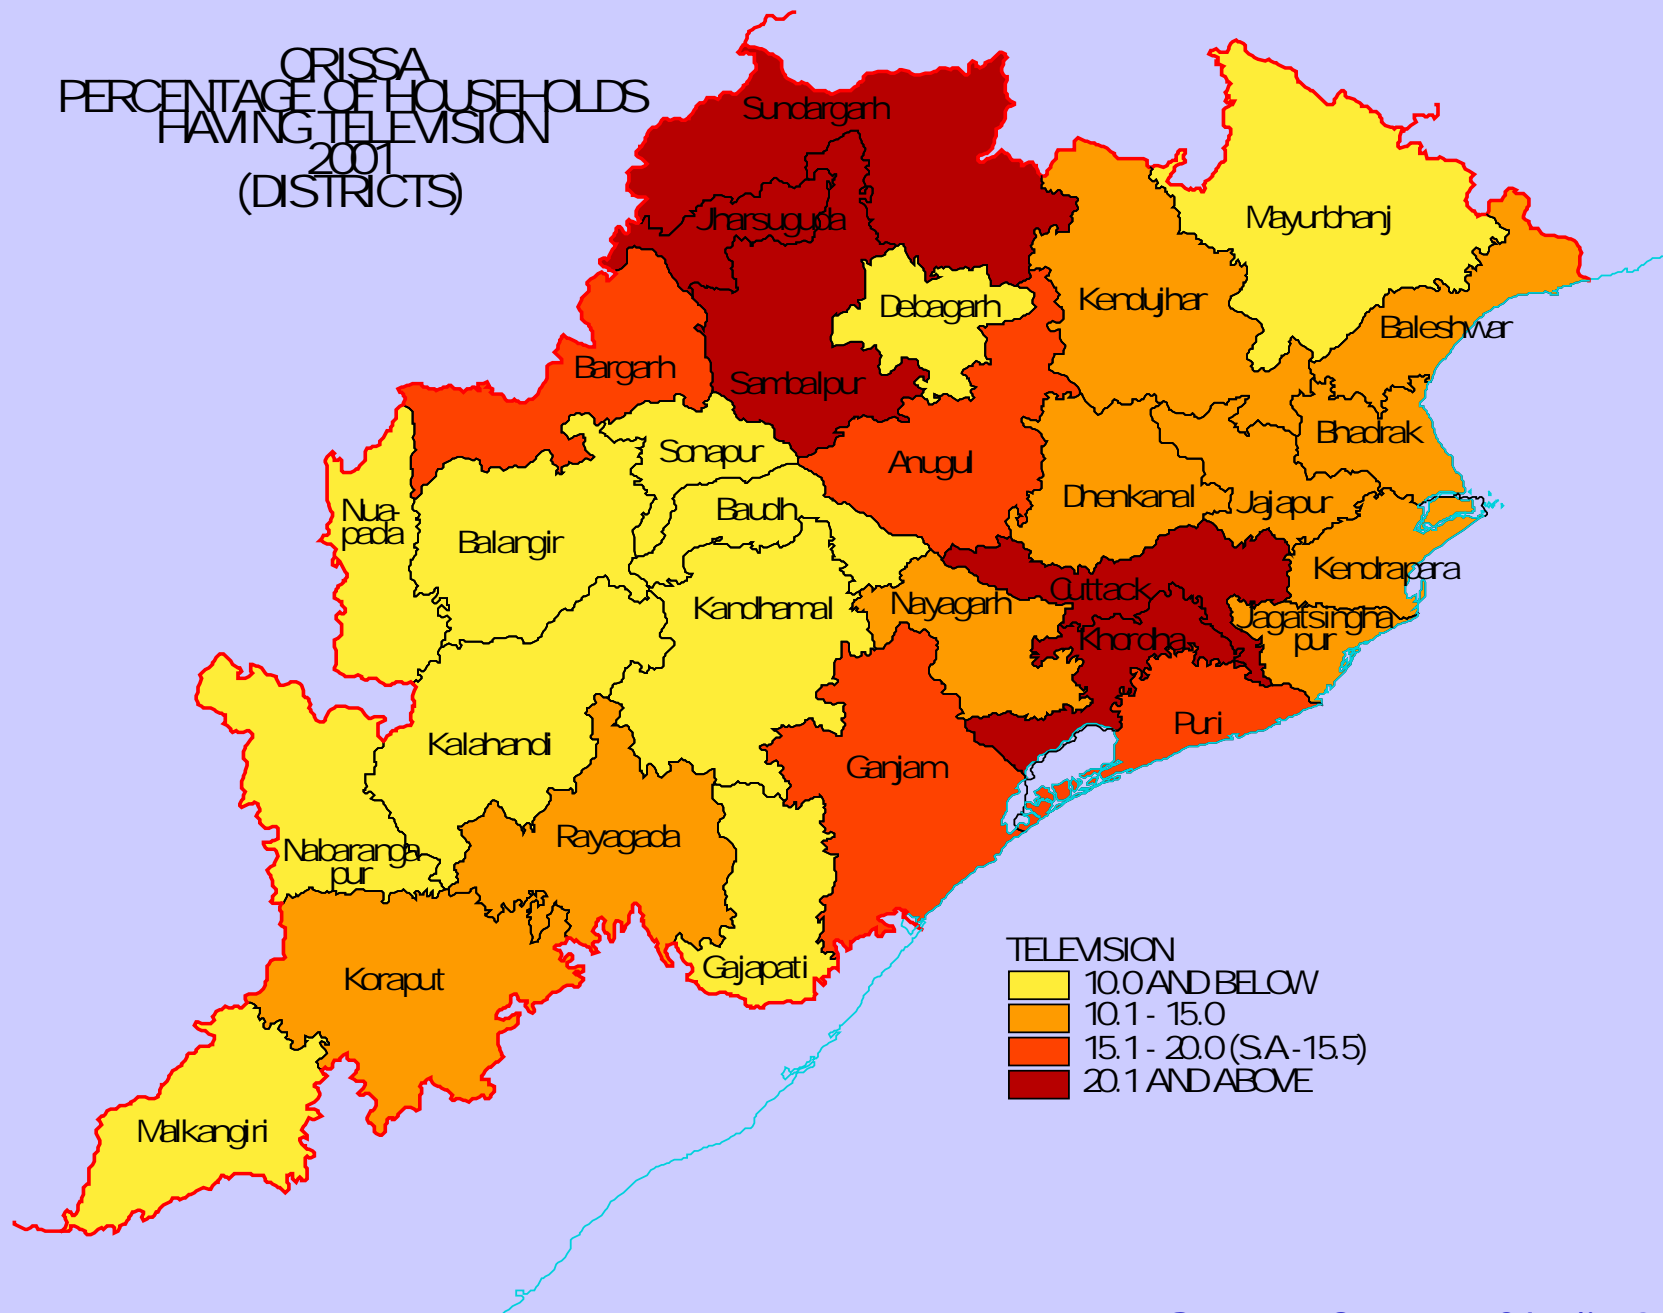 ORISSA
PERCENTAGE OF HOUSEHOLDS
HAVING TELEVISION
2001
(DISTRICTS)
Sundargarh
Jharsuguda
Mayurbhanj
Debagarh
Kendujhar
Baleshwar
Bargarh
Sambalpur
Bhadrak
Sonapur
Anugul
Nua-
pada
Baudh
Dhenkanal
Jajapur
Balangir
Kendrapara
Kandhamal
Nayagarh
Cuttack
Jagatsingha
pur
Khordha
Puri
Kalahandi
Ganjam
Rayagada
Nabaranga
pur
Koraput
Gajapati
Malkangiri
TELEVISION
10.0 AND BELOW
10.1 - 15.0
15.1 - 20.0 (S.A.-15.5)
20.1 AND ABOVE